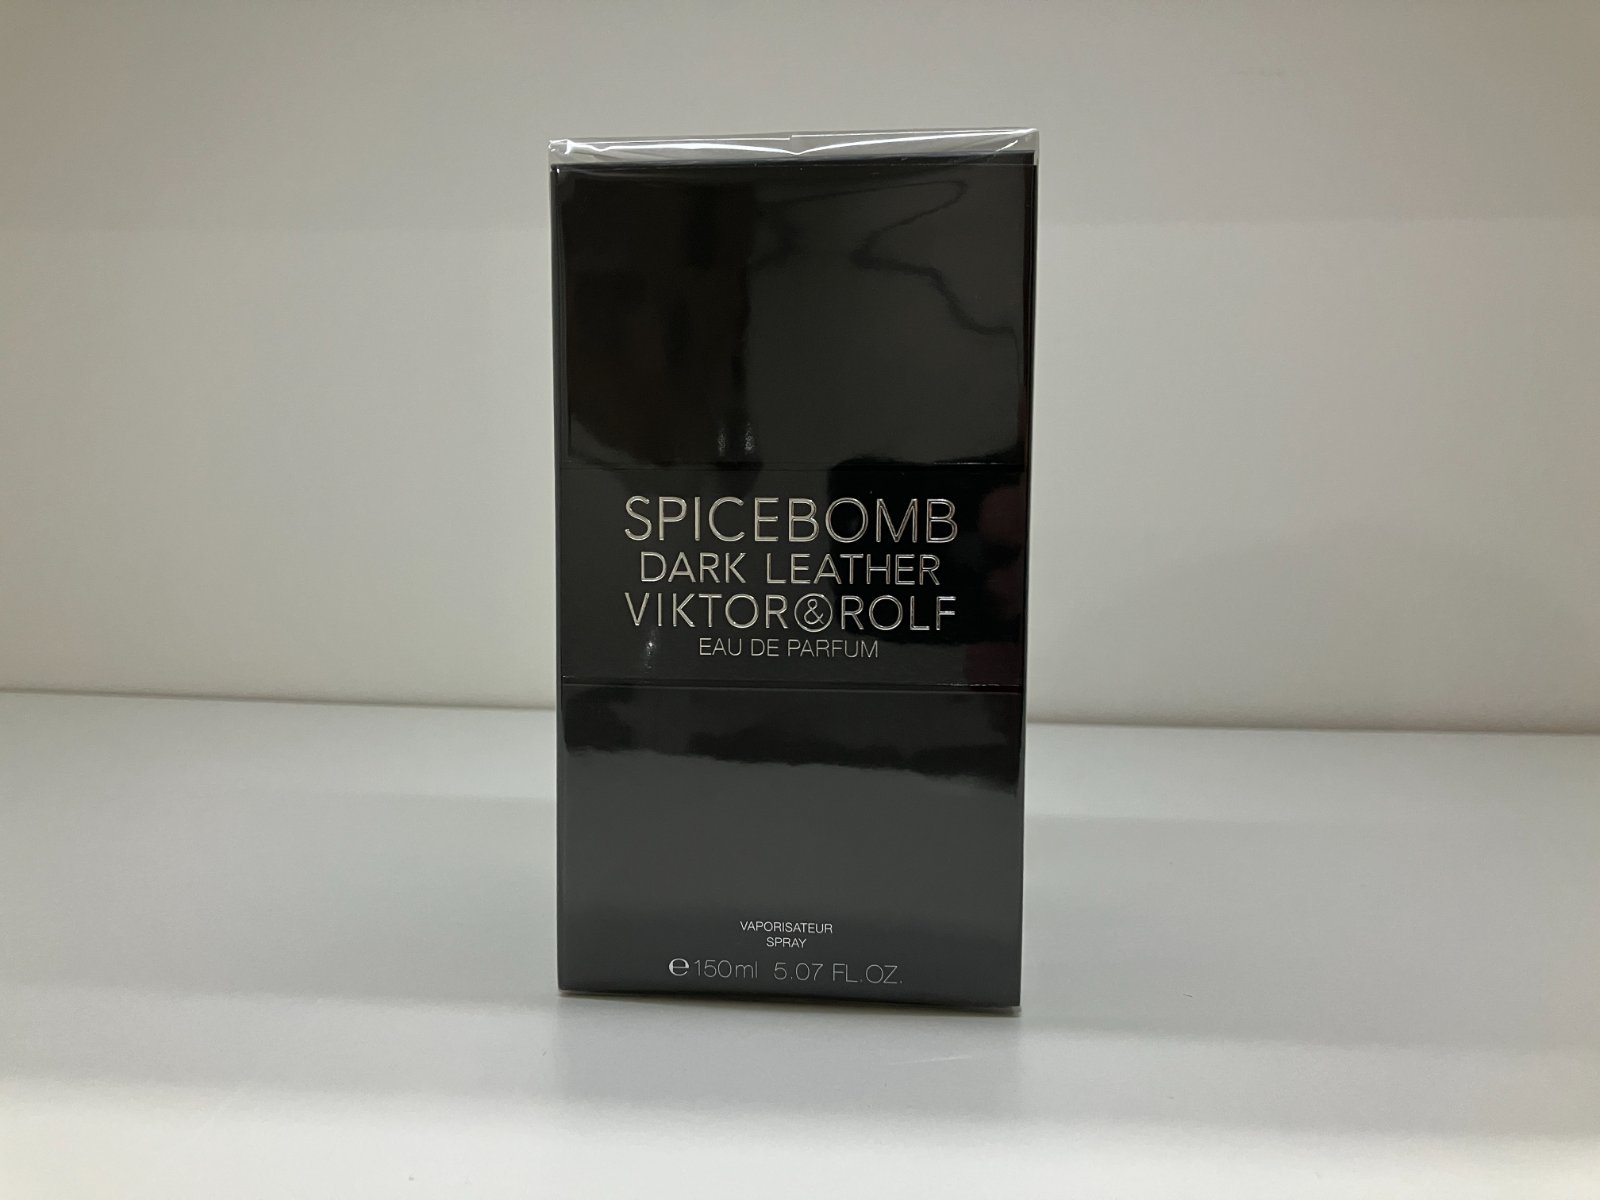 SPICEBOMB
DARK LEATHER
VIKTOR&ROLF
EAU DE PARFUM
VAPORISATEUR
SPRAY
℮150ml 5.07 FL.OZ.